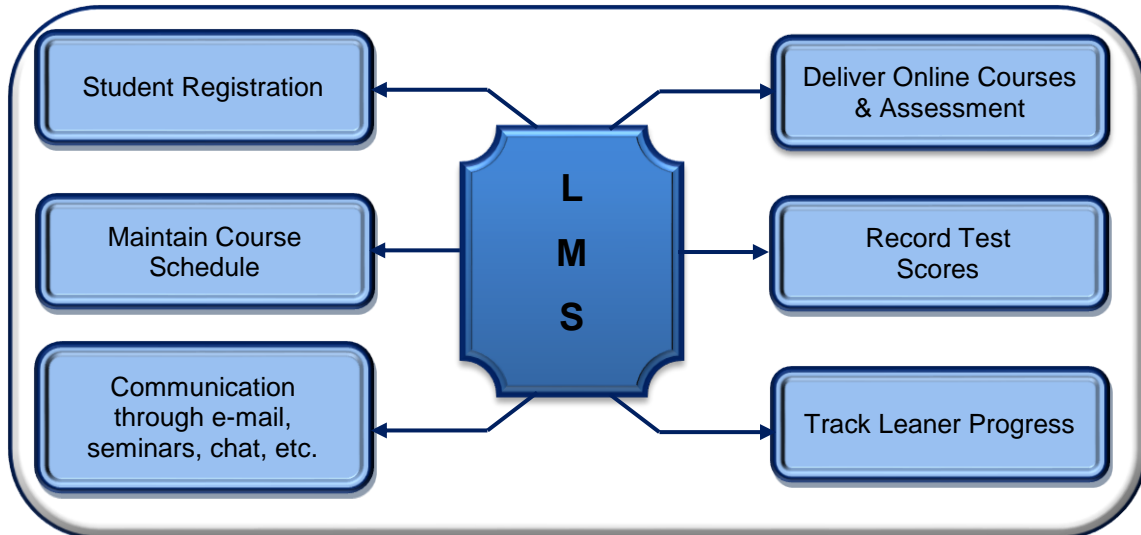 Student Registration
Maintain Course
Schedule
Communication
through e-mail,
seminars, chat, etc.
L
M
S
Deliver Online Courses
& Assessment
Record Test
Scores
Track Leaner Progress